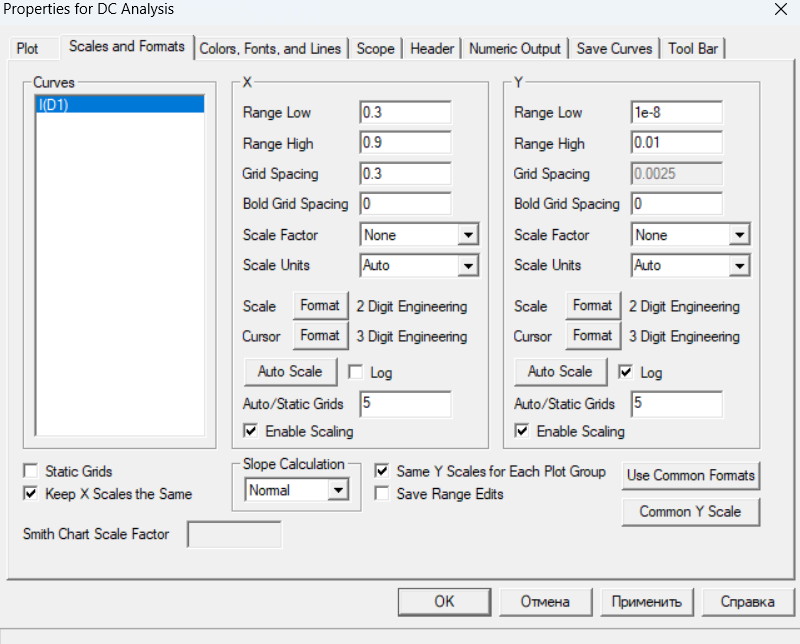 Properties for DC Analysis
Plot Scales and Formats Colors, Fonts, and Lines Scope Header Numeric Output Save Curves Tool Bar
Curves
I(D1)
X
Range Low 0.3
Range High 0.9
Grid Spacing 0.3
Bold Grid Spacing 0
Scale Factor None
Scale Units Auto
Scale Format 2 Digit Engineering
Cursor Format 3 Digit Engineering
Auto Scale Log
Auto/Static Grids 5
Enable Scaling
Y
Range Low 1e-8
Range High 0.01
Grid Spacing 0.0025
Bold Grid Spacing 0
Scale Factor None
Scale Units Auto
Scale Format 2 Digit Engineering
Cursor Format 3 Digit Engineering
Auto Scale Log
Auto/Static Grids 5
Enable Scaling
Static Grids
Keep X Scales the Same
Slope Calculation
Normal
Same Y Scales for Each Plot Group
Save Range Edits
Use Common Formats
Common Y Scale
Smith Chart Scale Factor
OK Отмена Применить Справка